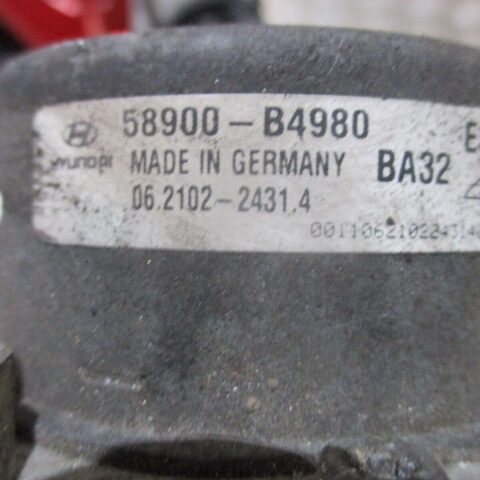 58900-B4980
HYUNDAI MADE IN GERMANY BA32
06.2102-2431.4